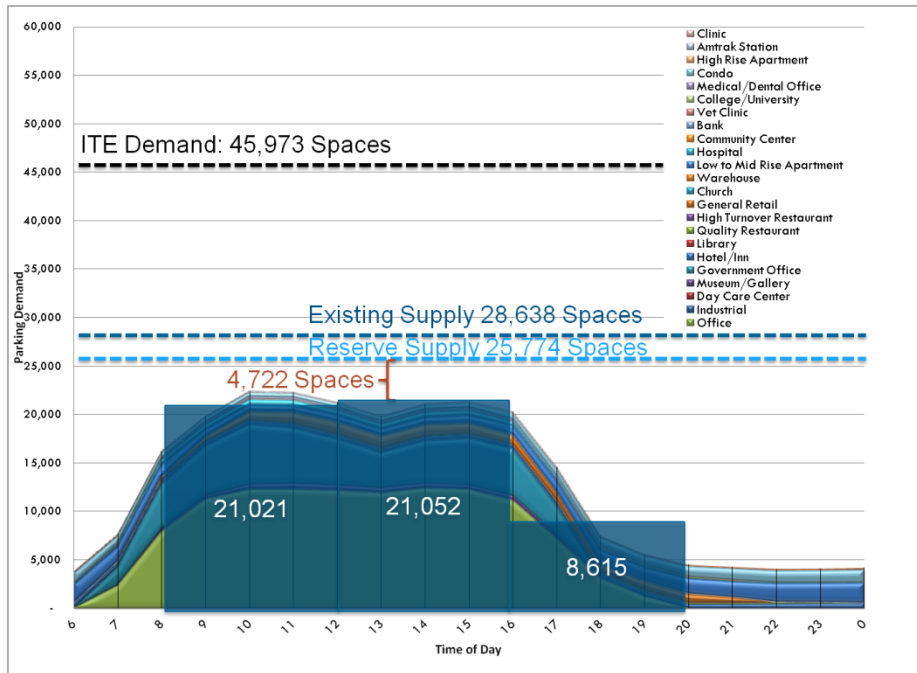 60,000
55,000
50,000
45,000
40,000
35,000
30,000
25,000
20,000
15,000
10,000
5,000
-
Parking Demand
ITE Demand: 45,973 Spaces
Existing Supply 28,638 Spaces
Reserve Supply 25,774 Spaces
4,722 Spaces
21,021
21,052
8,615
Clinic
Amtrak Station
High Rise Apartment
Condo
Medical/Dental Office
College/University
Vet Clinic
Bank
Community Center
Hospital
Low to Mid Rise Apartment
Warehouse
Church
General Retail
High Turnover Restaurant
Quality Restaurant
Library
Hotel/Inn
Government Office
Museum/Gallery
Day Care Center
Industrial
Office
6 7 8 9 10 11 12 13 14 15 16 17 18 19 20 21 22 23 0
Time of Day